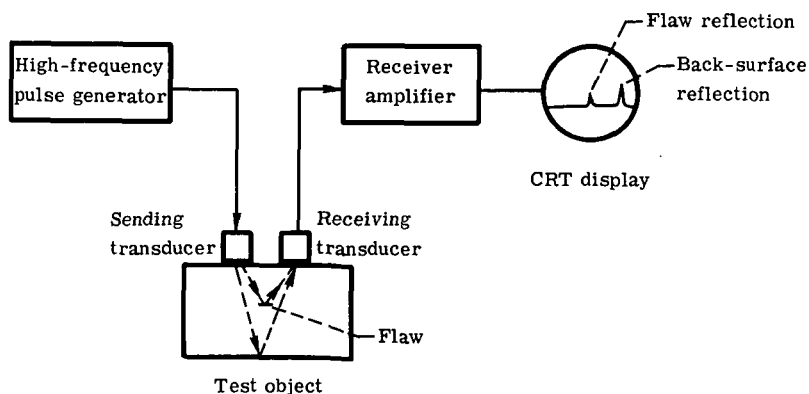 High-frequency
pulse generator
Receiver
amplifier
Flaw reflection
Back-surface
reflection
CRT display
Sending
transducer
Receiving
transducer
Flaw
Test object